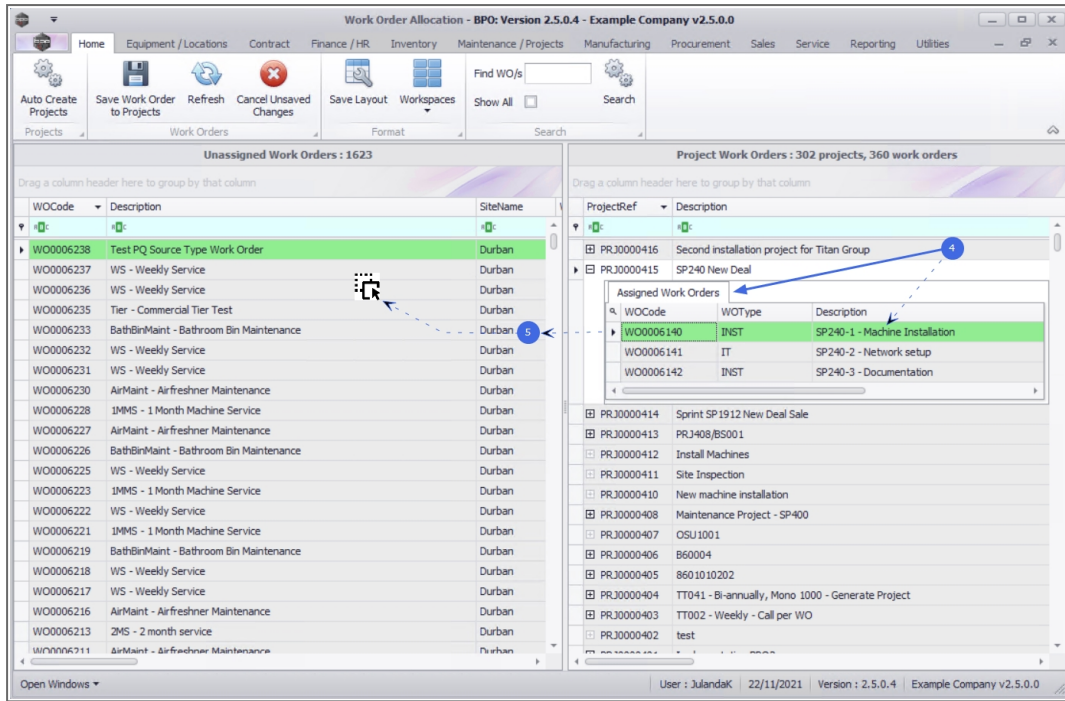 Work Order Allocation - BPO: Version 2.5.0.4 - Example Company v2.5.0.0
Home Equipment / Locations Contract Finance / HR Inventory Maintenance / Projects Manufacturing Procurement Sales Service Reporting Utilities
Auto Create Projects
Save Work Order to Projects
Refresh
Cancel Unsaved Changes
Save Layout
Workspaces
Find WO/s
Show All
Search
Projects Work Orders Format Search
Unassigned Work Orders : 1623
Drag a column header here to group by that column
WOCode Description SiteName
WO0006238 Test PQ Source Type Work Order Durban
WO0006237 WS - Weekly Service Durban
WO0006236 WS - Weekly Service Durban
WO0006235 Tier - Commercial Tier Test Durban
WO0006233 BathBinMaint - Bathroom Bin Maintenance Durban
WO0006232 WS - Weekly Service Durban
WO0006231 WS - Weekly Service Durban
WO0006230 AirMaint - Airfreshner Maintenance Durban
WO0006228 1MMS - 1 Month Machine Service Durban
WO0006227 AirMaint - Airfreshner Maintenance Durban
WO0006226 BathBinMaint - Bathroom Bin Maintenance Durban
WO0006225 WS - Weekly Service Durban
WO0006223 1MMS - 1 Month Machine Service Durban
WO0006222 WS - Weekly Service Durban
WO0006221 1MMS - 1 Month Machine Service Durban
WO0006219 BathBinMaint - Bathroom Bin Maintenance Durban
WO0006218 WS - Weekly Service Durban
WO0006217 WS - Weekly Service Durban
WO0006216 AirMaint - Airfreshner Maintenance Durban
WO0006213 2MS - 2 month service Durban
WO0006211 AirMaint - Airfreshner Maintenance Durban
5
Project Work Orders : 302 projects, 360 work orders
Drag a column header here to group by that column
ProjectRef Description
PRJ0000416 Second installation project for Titan Group
4
PRJ0000415 SP240 New Deal
Assigned Work Orders
WOCode WOType Description
WO0006140 INST SP240-1 - Machine Installation
WO0006141 IT SP240-2 - Network setup
WO0006142 INST SP240-3 - Documentation
PRJ0000414 Sprint SP1912 New Deal Sale
PRJ0000413 PRJ408/BS001
PRJ0000412 Install Machines
PRJ0000411 Site Inspection
PRJ0000410 New machine installation
PRJ0000408 Maintenance Project - SP400
PRJ0000407 OSU1001
PRJ0000406 B60004
PRJ0000405 8601010202
PRJ0000404 TT041 - Bi-annually, Mono 1000 - Generate Project
PRJ0000403 TT002 - Weekly - Call per WO
PRJ0000402 test
Open Windows User : JulandaK 22/11/2021 Version : 2.5.0.4 Example Company v2.5.0.0